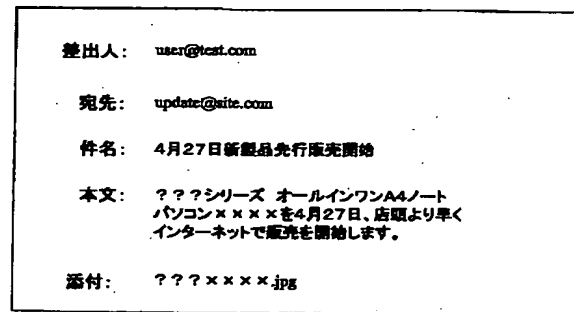 差出人: user@test.com
宛先: update@site.com
件名: 4月27日新製品先行販売開始
本文: ???シリーズ オールインワンA4ノート
パソコン××××を4月27日、店頭より早く
インターネットで販売を開始します。
添付: ???××××.jpg